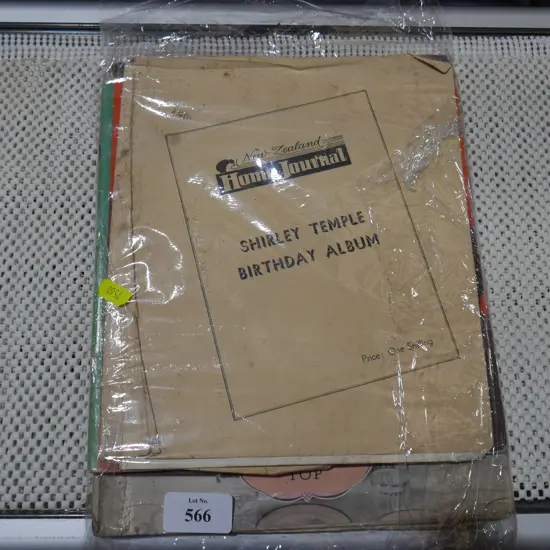 New Zealand
Home Journal
SHIRLEY TEMPLE
BIRTHDAY ALBUM
Price: One Shilling
TOP
Lot No.
566